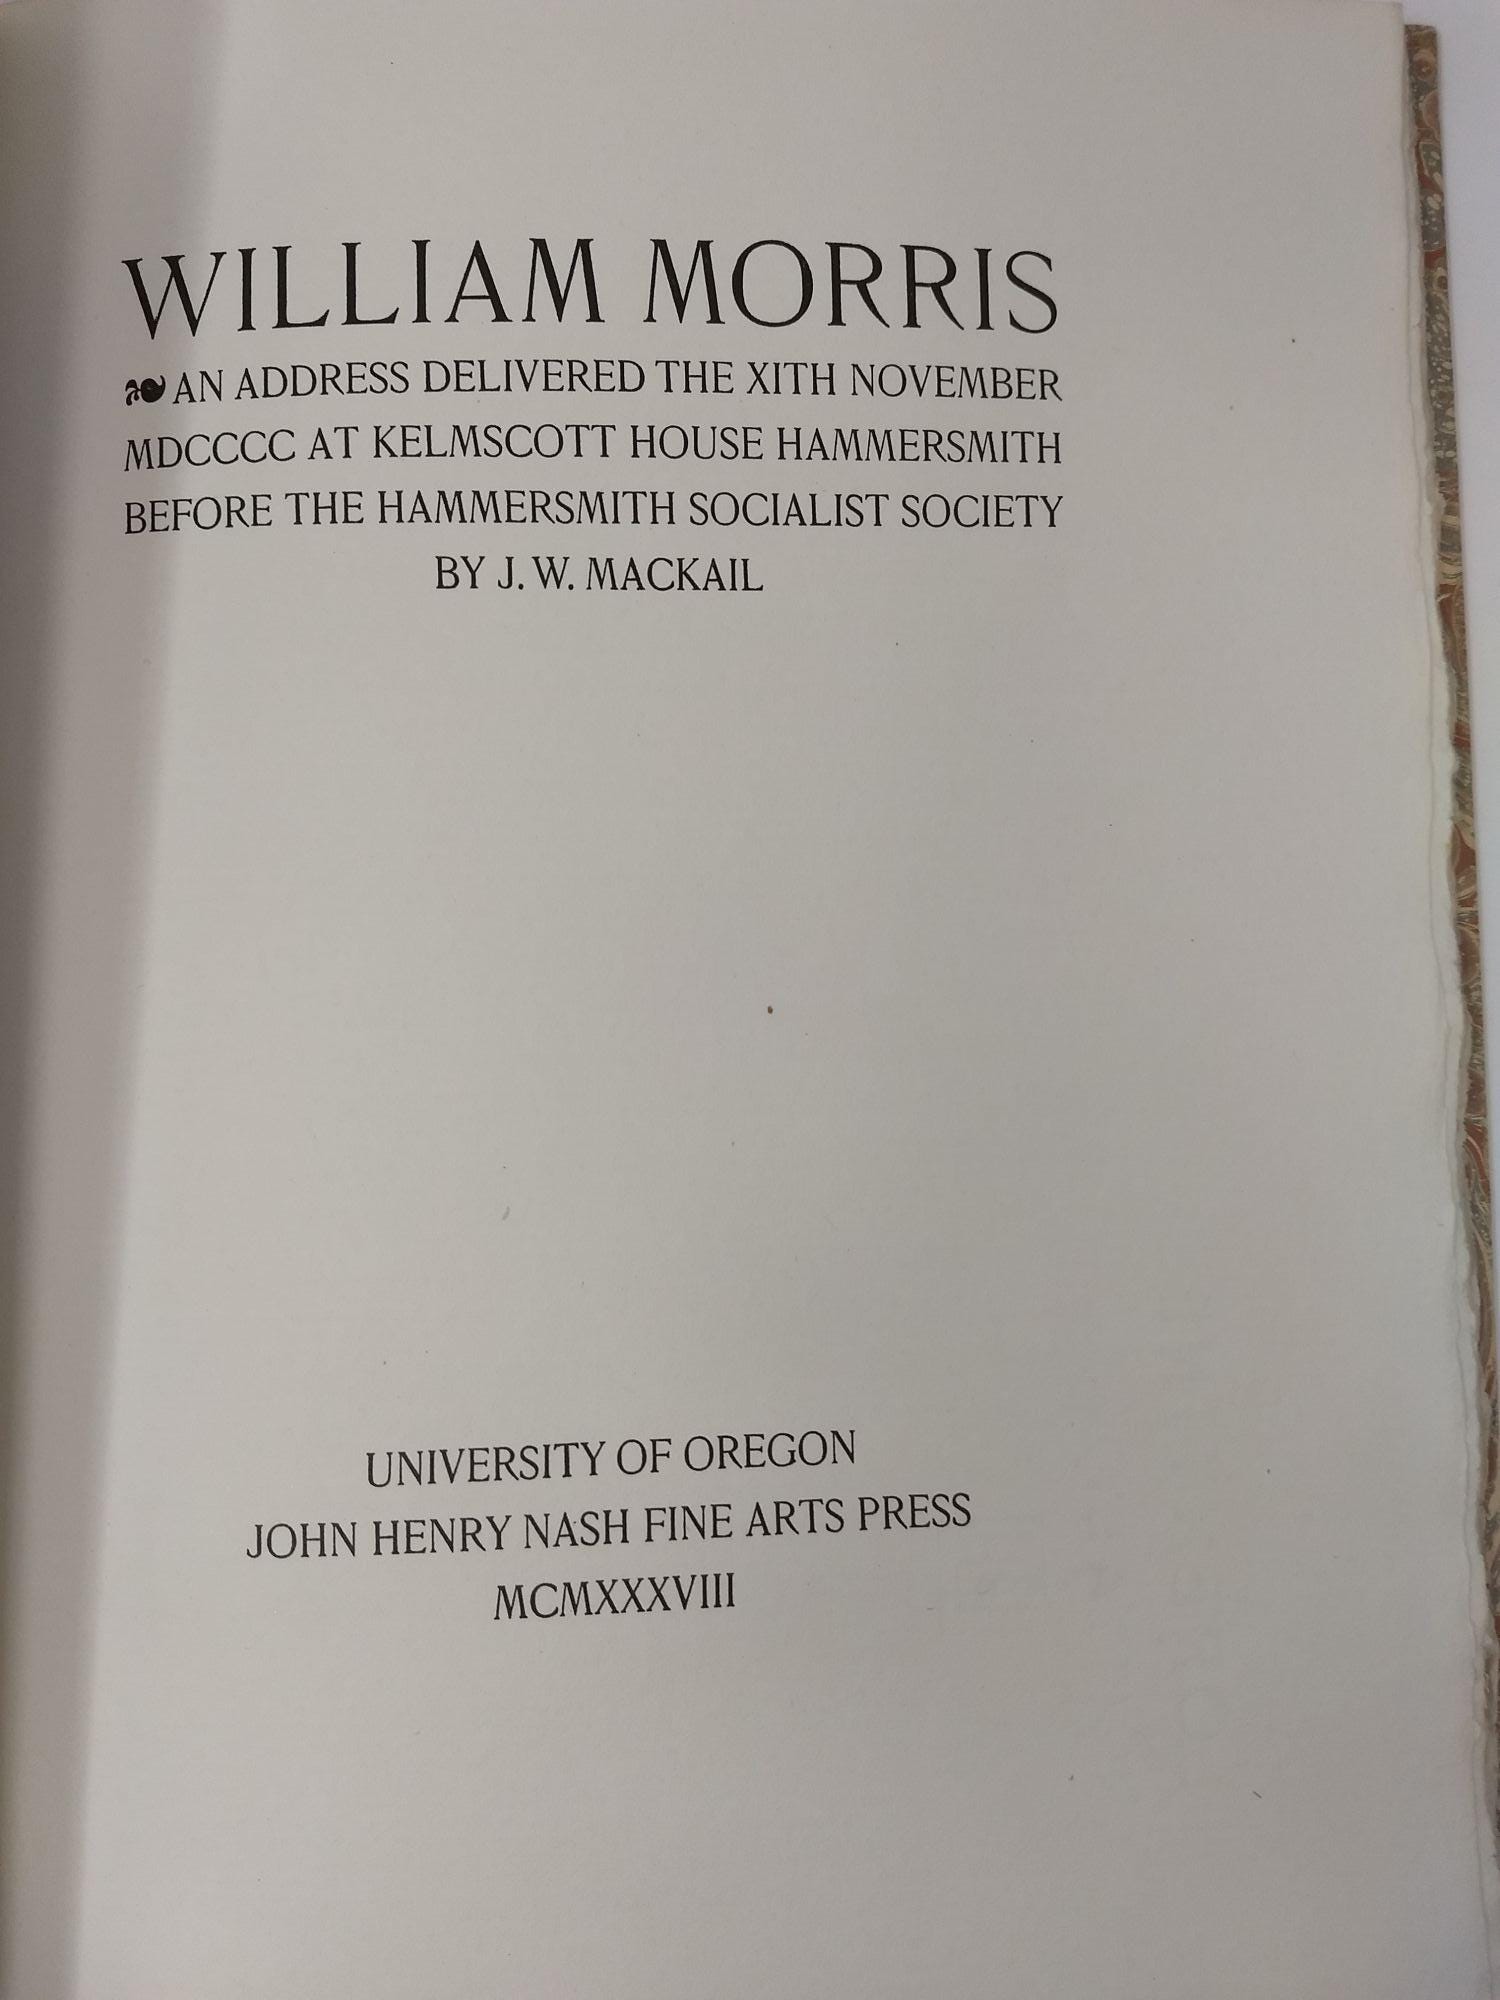 WILLIAM MORRIS
❧ AN ADDRESS DELIVERED THE XITH NOVEMBER
MDCCCC AT KELMSCOTT HOUSE HAMMERSMITH
BEFORE THE HAMMERSMITH SOCIALIST SOCIETY
BY J. W. MACKAIL
UNIVERSITY OF OREGON
JOHN HENRY NASH FINE ARTS PRESS
MCMXXXVIII